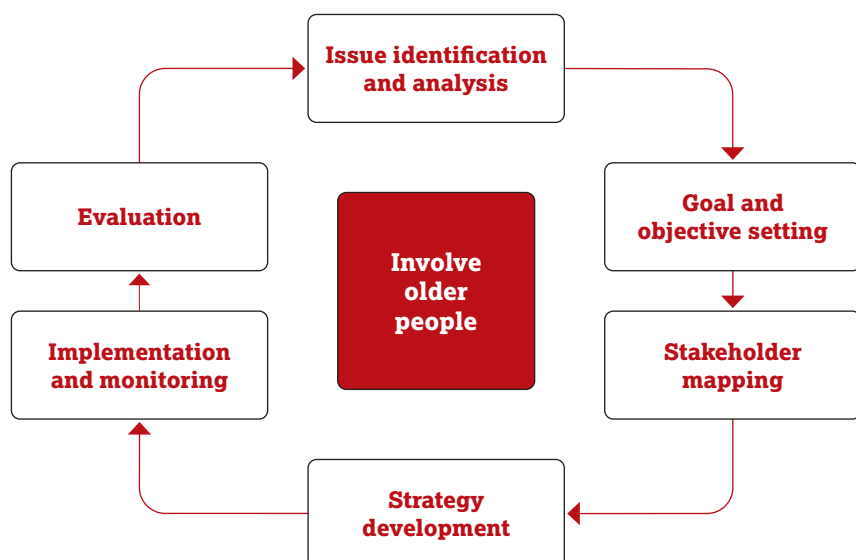 Issue identification
and analysis
Goal and
objective setting
Stakeholder
mapping
Strategy
development
Implementation
and monitoring
Evaluation
Involve
older
people